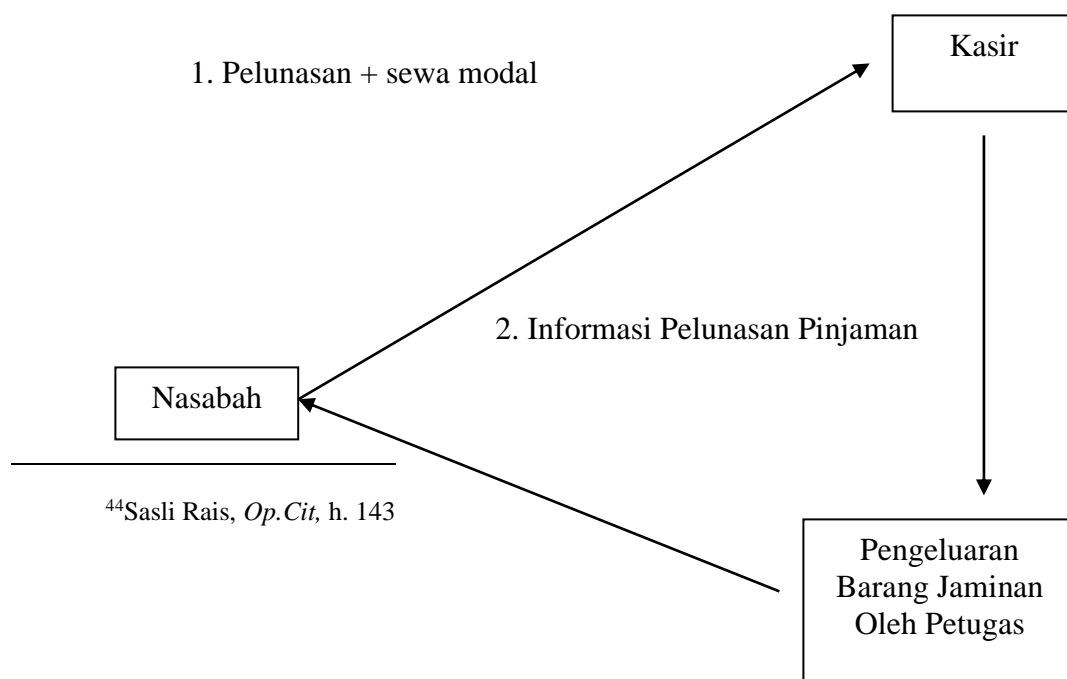 Kasir
1. Pelunasan + sewa modal
2. Informasi Pelunasan Pinjaman
Nasabah
⁴⁴Sasli Rais, Op.Cit, h. 143
Pengeluaran
Barang Jaminan
Oleh Petugas